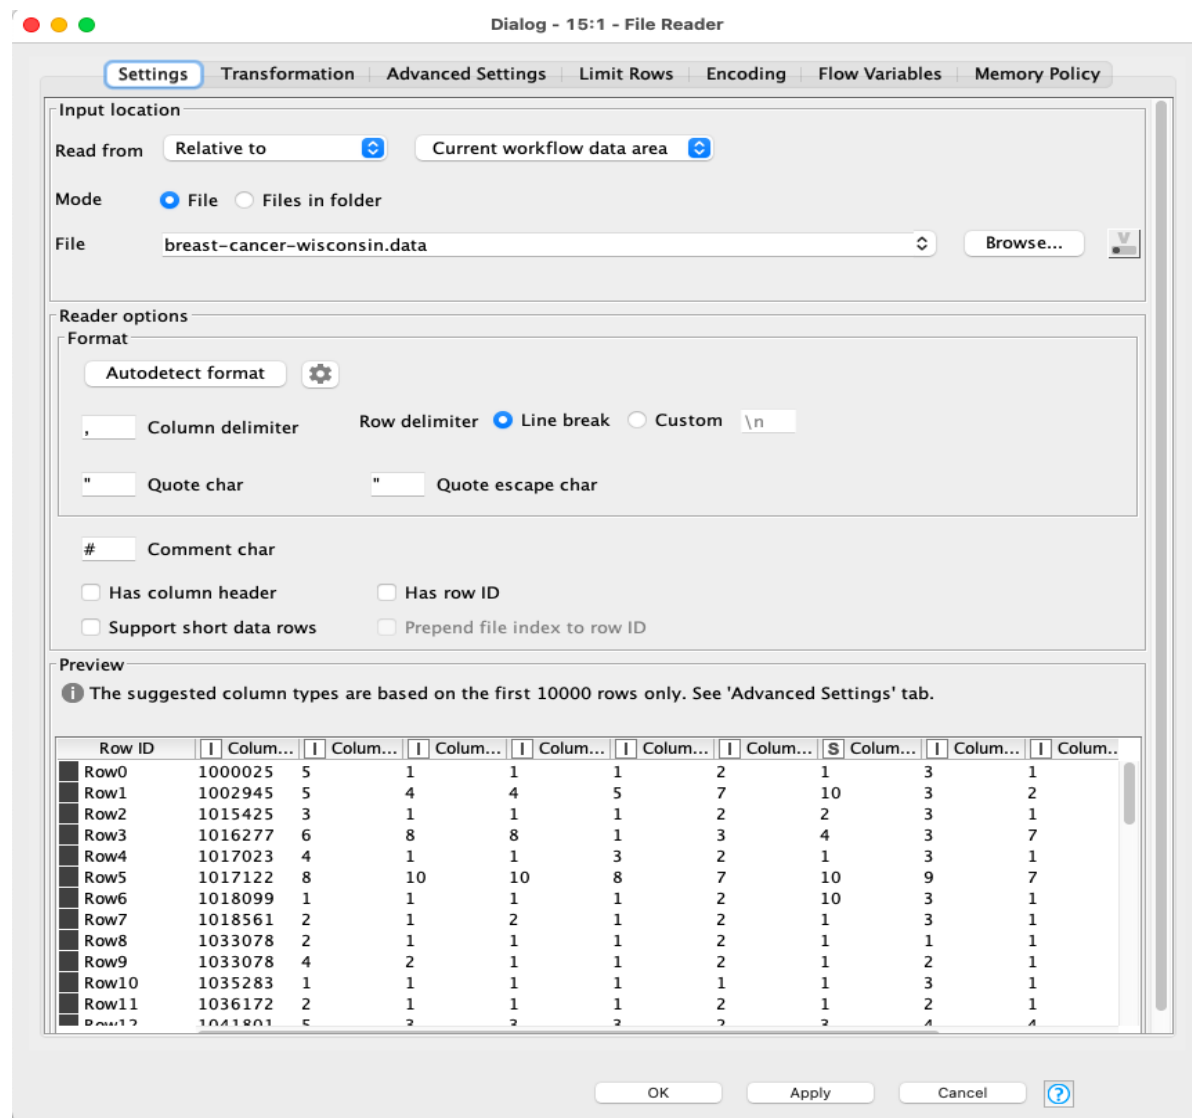 Dialog - 15:1 - File Reader
Settings Transformation Advanced Settings Limit Rows Encoding Flow Variables Memory Policy
Input location
Read from Relative to Current workflow data area
Mode File Files in folder
File breast-cancer-wisconsin.data Browse... V
Reader options
Format
Autodetect format
, Column delimiter Row delimiter Line break Custom \n
" Quote char " Quote escape char
# Comment char
Has column header Has row ID
Support short data rows Prepend file index to row ID
Preview
i The suggested column types are based on the first 10000 rows only. See 'Advanced Settings' tab.
Row ID I Colum... I Colum... I Colum... I Colum... I Colum... I Colum... S Colum... I Colum... I Colum..
Row0 1000025 5 1 1 1 2 1 3 1
Row1 1002945 5 4 4 5 7 10 3 2
Row2 1015425 3 1 1 1 2 2 3 1
Row3 1016277 6 8 8 1 3 4 3 7
Row4 1017023 4 1 1 3 2 1 3 1
Row5 1017122 8 10 10 8 7 10 9 7
Row6 1018099 1 1 1 1 2 10 3 1
Row7 1018561 2 1 2 1 2 1 3 1
Row8 1033078 2 1 1 1 2 1 1 1
Row9 1033078 4 2 1 1 2 1 2 1
Row10 1035283 1 1 1 1 1 1 3 1
Row11 1036172 2 1 1 1 2 1 2 1
Row12 1041801 5 3 3 3 2 3 4 4
OK Apply Cancel ?